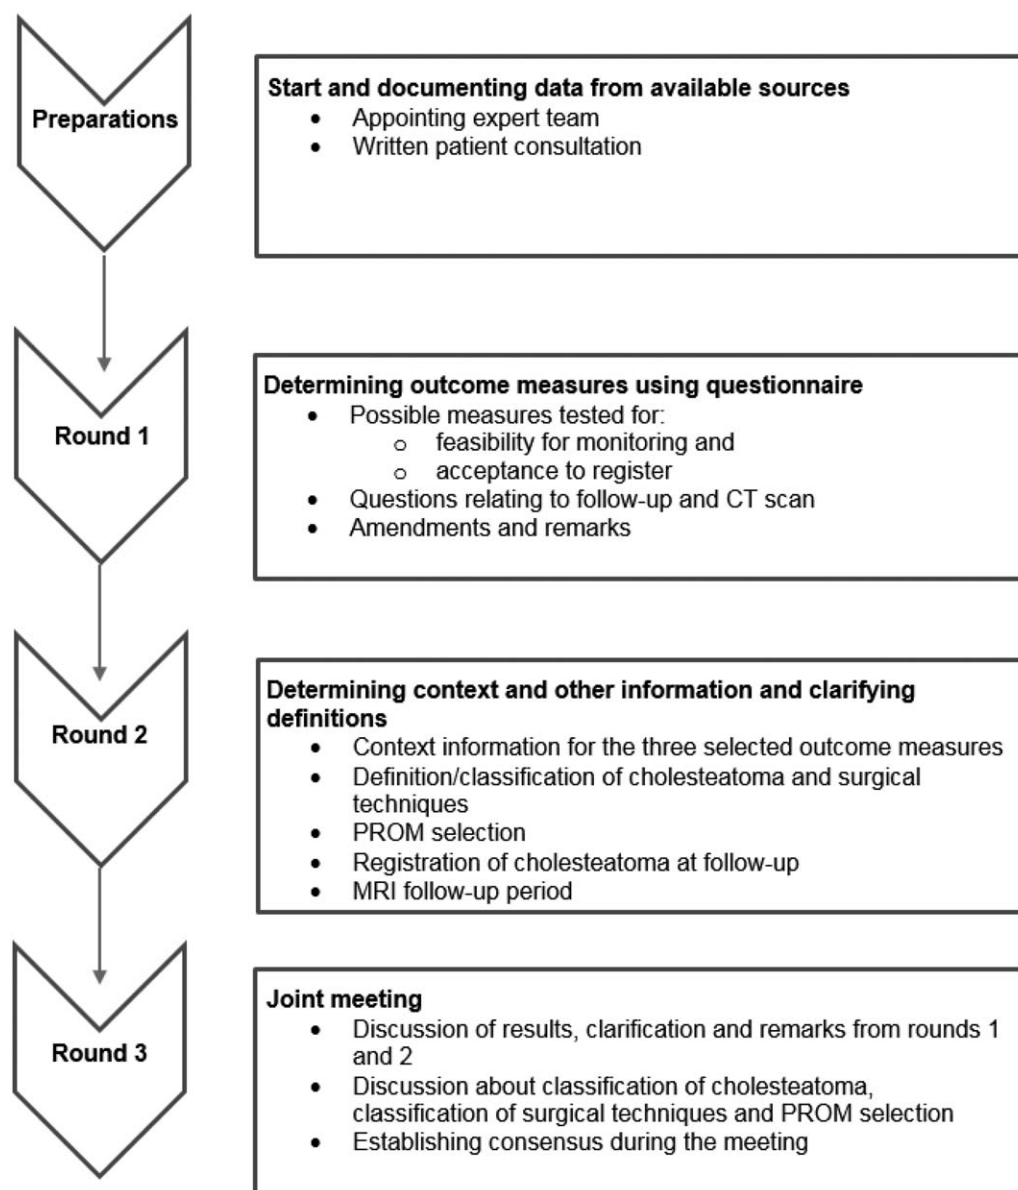 Preparations
Start and documenting data from available sources
• Appointing expert team
• Written patient consultation
Round 1
Determining outcome measures using questionnaire
• Possible measures tested for:
o feasibility for monitoring and
o acceptance to register
• Questions relating to follow-up and CT scan
• Amendments and remarks
Round 2
Determining context and other information and clarifying
definitions
• Context information for the three selected outcome measures
• Definition/classification of cholesteatoma and surgical
techniques
• PROM selection
• Registration of cholesteatoma at follow-up
• MRI follow-up period
Round 3
Joint meeting
• Discussion of results, clarification and remarks from rounds 1
and 2
• Discussion about classification of cholesteatoma,
classification of surgical techniques and PROM selection
• Establishing consensus during the meeting